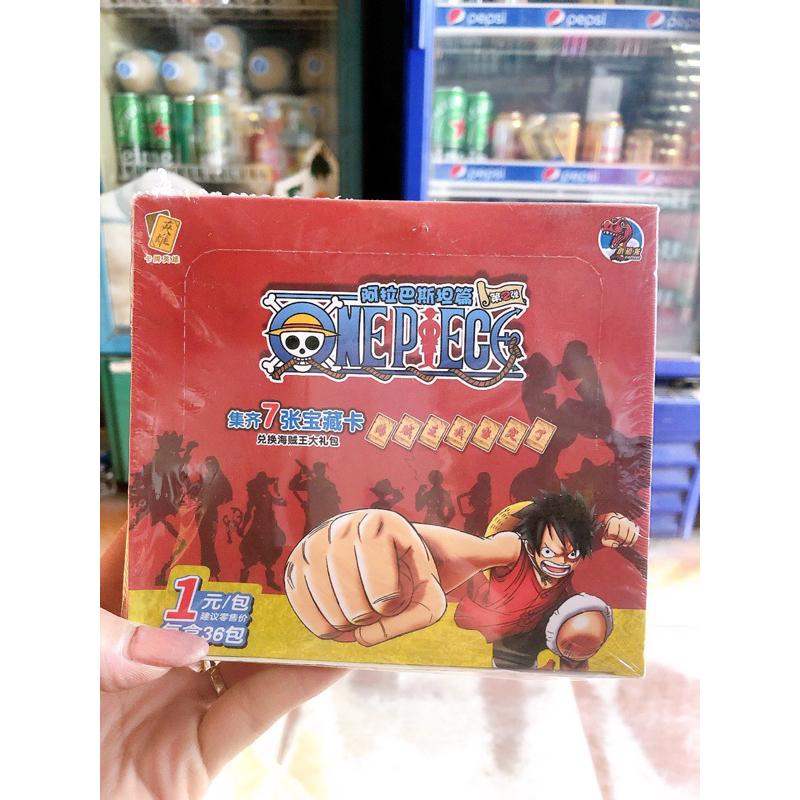 pepsi
pepsi
pepsi
pepsi
pepsi
英雄
卡牌英雄
阿拉巴斯坦篇
ONE PIECE
集齐7张宝藏卡
兑换海贼王大礼包
1元/包
建议零售价
每盒36包